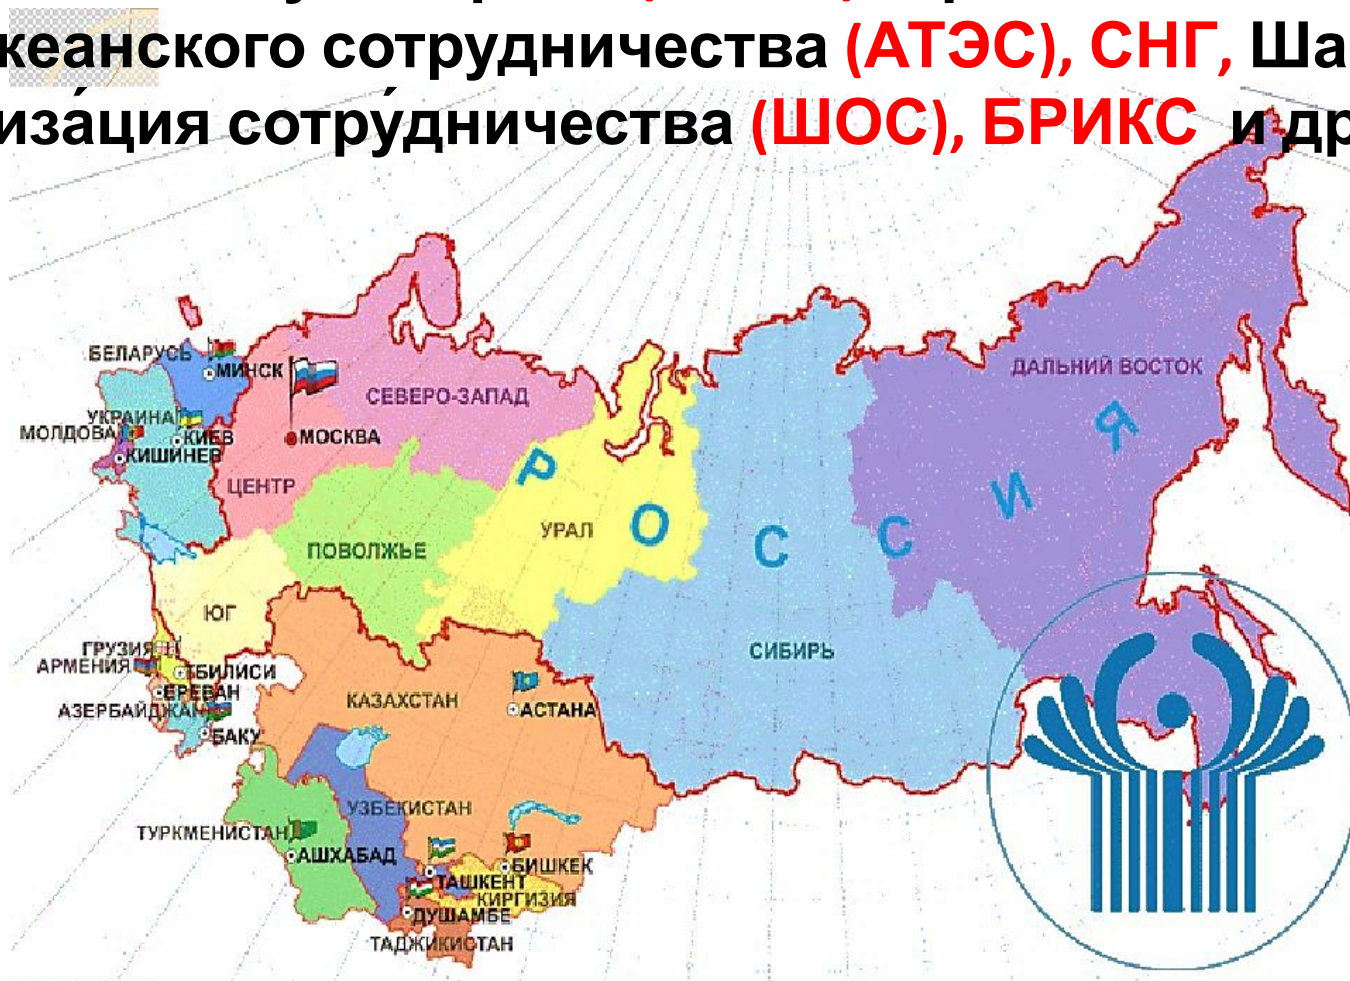 кеанского сотрудничества (АТЭС), СНГ, Ша
иза́ция сотру́дничества (ШОС), БРИКС и др
БЕЛАРУСЬ
МИНСК
ДАЛЬНИЙ ВОСТОК
СЕВЕРО-ЗАПАД
УКРАИНА
МОЛДОВА
КИЕВ
МОСКВА
КИШИНЕВ
ЦЕНТР
РОССИЯ
УРАЛ
ПОВОЛЖЬЕ
ЮГ
ГРУЗИЯ
СИБИРЬ
АРМЕНИЯ
ТБИЛИСИ
ЕРЕВАН
КАЗАХСТАН
АЗЕРБАЙДЖАН
АСТАНА
БАКУ
УЗБЕКИСТАН
ТУРКМЕНИСТАН
АШХАБАД
БИШКЕК
ТАШКЕНТ
КИРГИЗИЯ
ДУШАМБЕ
ТАДЖИКИСТАН